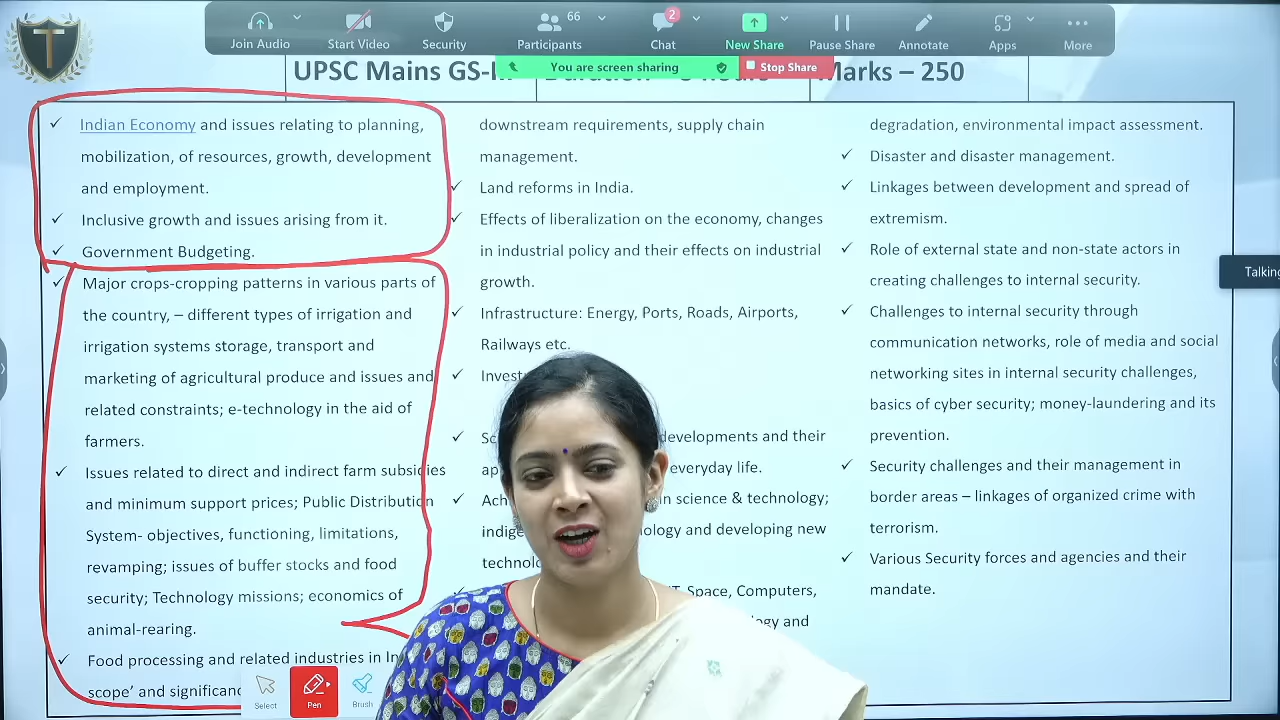 T
66
2
Join Audio
Start Video
Security
Participants
Chat
New Share
Pause Share
Annotate
Apps
More
You are screen sharing
Stop Share
UPSC Mains
Marks – 250
Indian Economy and issues relating to planning,
mobilization, of resources, growth, development
and employment.
Inclusive growth and issues arising from it.
Government Budgeting.
Major crops-cropping patterns in various parts of
the country, – different types of irrigation and
irrigation systems storage, transport and
marketing of agricultural produce and issues and
related constraints; e-technology in the aid of
farmers.
Issues related to direct and indirect farm subsidies
and minimum support prices; Public Distribution
System- objectives, functioning, limitations,
revamping; issues of buffer stocks and food
security; Technology missions; economics of
animal-rearing.
Food processing and related industries in
scope’ and
downstream requirements, supply chain
management.
Land reforms in India.
Effects of liberalization on the economy, changes
in industrial policy and their effects on industrial
growth.
Infrastructure: Energy, Ports, Roads, Airports,
Railways etc.
developments and their
everyday life.
in science & technology;
and developing new
Space, Computers,
and
degradation, environmental impact assessment.
Disaster and disaster management.
Linkages between development and spread of
extremism.
Role of external state and non-state actors in
creating challenges to internal security.
Challenges to internal security through
communication networks, role of media and social
networking sites in internal security challenges,
basics of cyber security; money-laundering and its
prevention.
Security challenges and their management in
border areas – linkages of organized crime with
terrorism.
Various Security forces and agencies and their
mandate.
Talking
Select
Pen
Brush